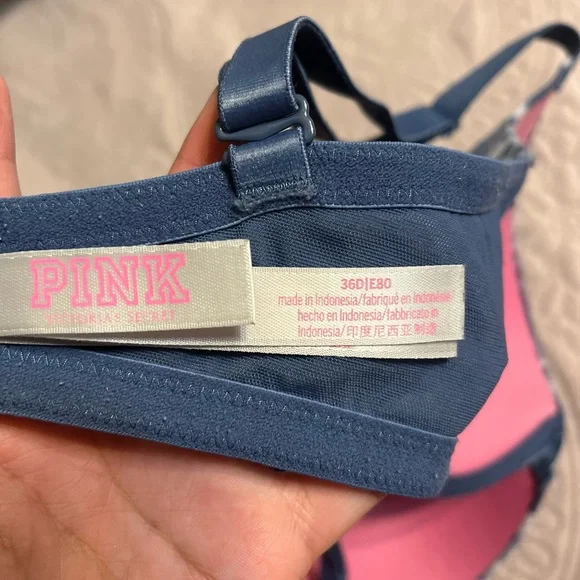 PINK
VICTORIA'S SECRET
36D|E80
made in Indonesia/fabriqué en Indonésie
hecho en Indonesia/fabbricato in
Indonesia/印度尼西亚制造